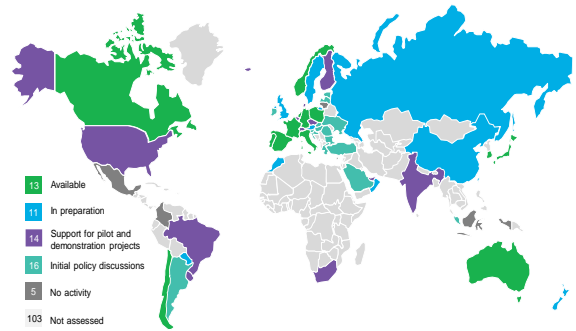 13 Available
11 In preparation
14 Support for pilot and
demonstration projects
16 Initial policy discussions
5 No activity
103 Not assessed